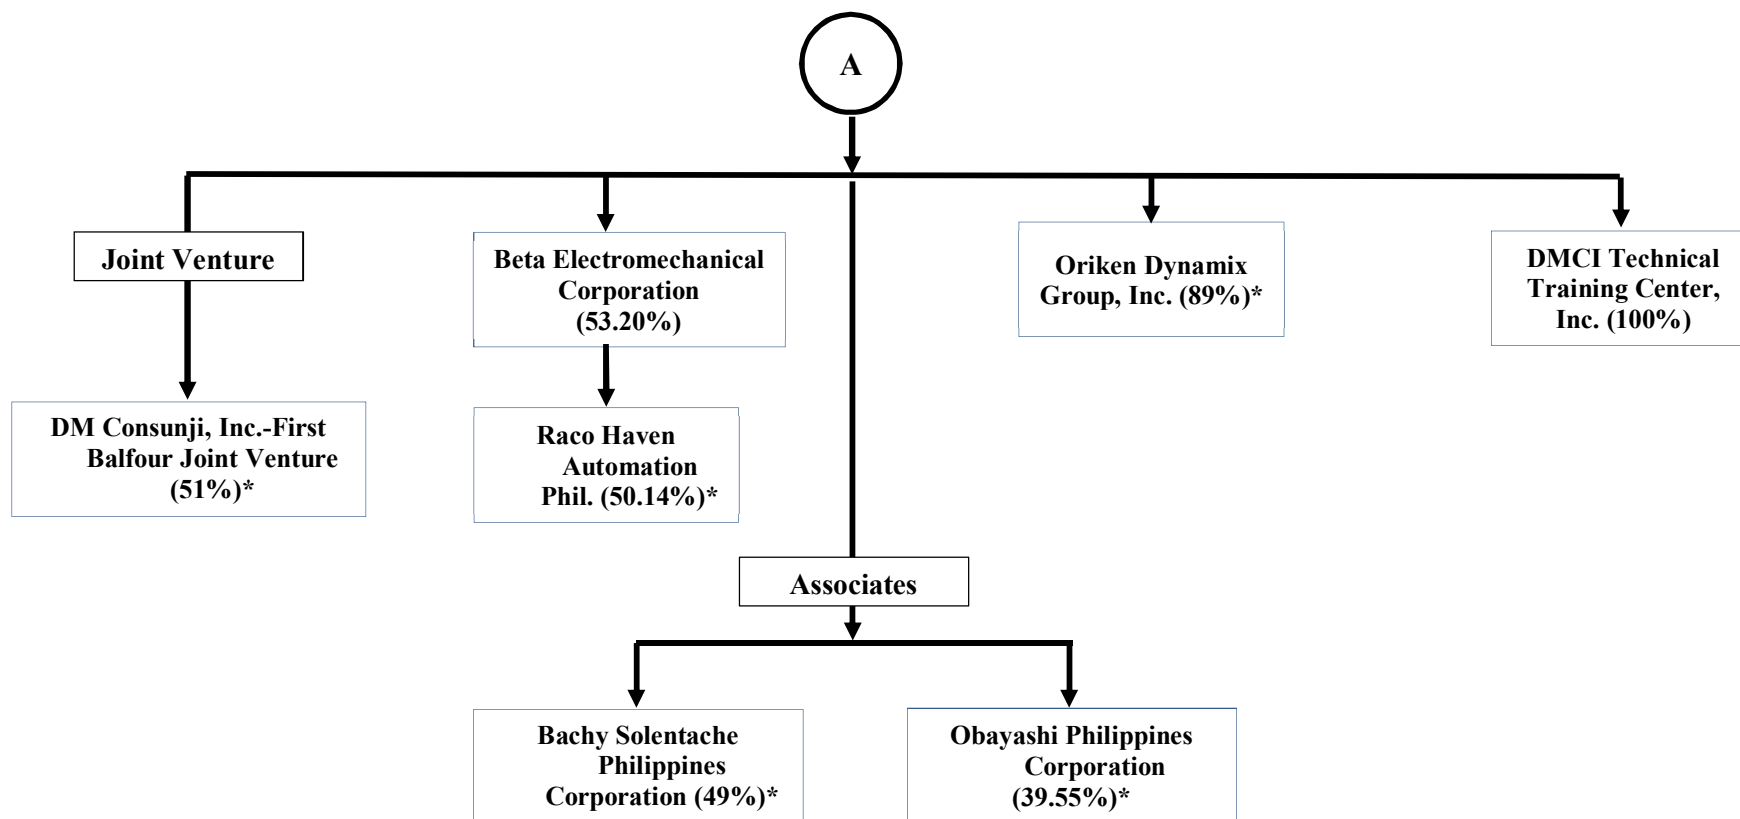 A
Joint Venture
Beta Electromechanical
Corporation
(53.20%)
Oriken Dynamix
Group, Inc. (89%)*
DMCI Technical
Training Center,
Inc. (100%)
DM Consunji, Inc.-First
Balfour Joint Venture
(51%)*
Raco Haven
Automation
Phil. (50.14%)*
Associates
Bachy Solentache
Philippines
Corporation (49%)*
Obayashi Philippines
Corporation
(39.55%)*